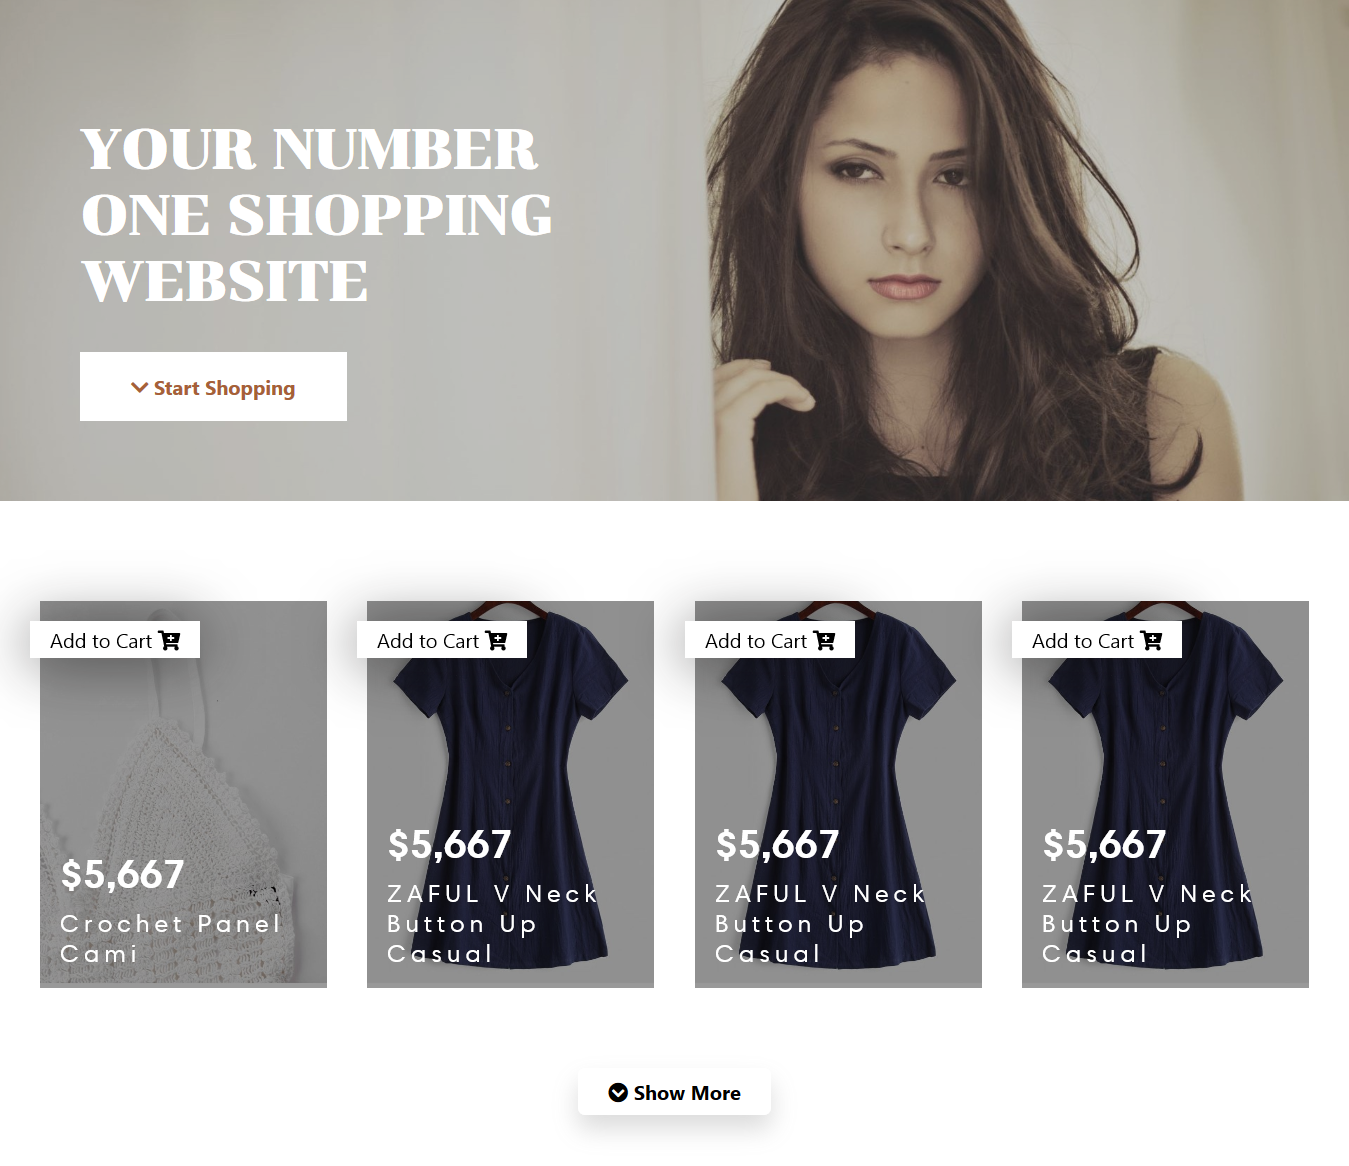 YOUR NUMBER
ONE SHOPPING
WEBSITE
Start Shopping
Add to Cart
Add to Cart
Add to Cart
Add to Cart
$5,667
Crochet Panel
Cami
$5,667
ZAFUL V Neck
Button Up
Casual
$5,667
ZAFUL V Neck
Button Up
Casual
$5,667
ZAFUL V Neck
Button Up
Casual
Show More